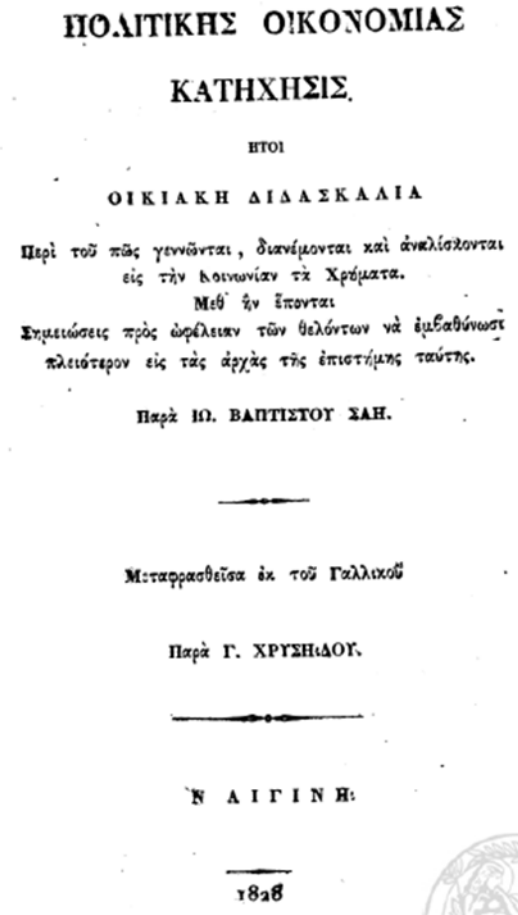 ΠΟΛΙΤΙΚΗΣ ΟΙΚΟΝΟΜΙΑΣ
ΚΑΤΗΧΗΣΙΣ.
ΗΤΟΙ
ΟΙΚΙΑΚΗ ΔΙΔΑΣΚΑΛΙΑ
Περὶ τοῦ πῶς γεννῶνται, διανέμονται καὶ ἀναλίσκονται
εἰς τὴν Κοινωνίαν τὰ Χρήματα.
Μεθ' ἣν ἕπονται
Σημειώσεις πρὸς ὠφέλειαν τῶν θελόντων νὰ ἐμβαθύνωσι
πλειότερον εἰς τὰς ἀρχὰς τῆς ἐπιστήμης ταύτης.
Παρὰ ΙΩ. ΒΑΠΤΙΣΤΟΥ ΣΑΗ.
Μεταφρασθεῖσα ἐκ τοῦ Γαλλικοῦ
Παρὰ Γ. ΧΡΥΣΗΙΔΟΥ.
Ν ΑΙΓΙΝΗ:
1828